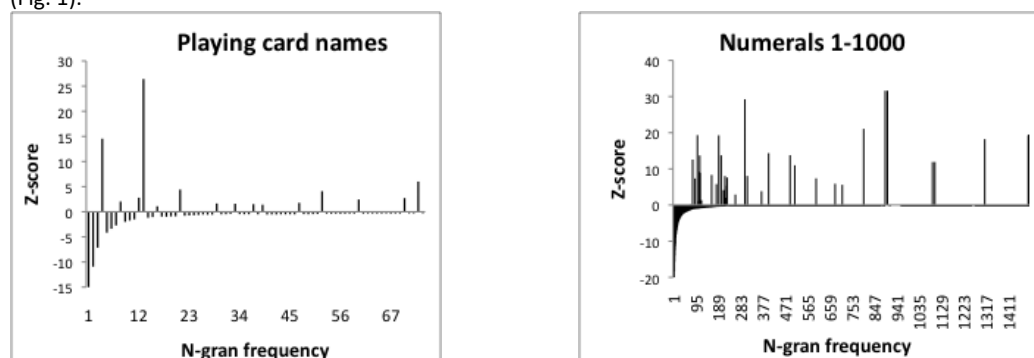 (Fig. 1).
Playing card names
30
25
20
15
10
5
0
-5
-10
-15
Z-score
1 12 23 34 45 56 67
N-gran frequency
Numerals 1-1000
40
30
20
10
0
-10
-20
Z-score
1 95 189 283 377 471 565 659 753 847 941 1035 1129 1223 1317 1411
N-gran frequency